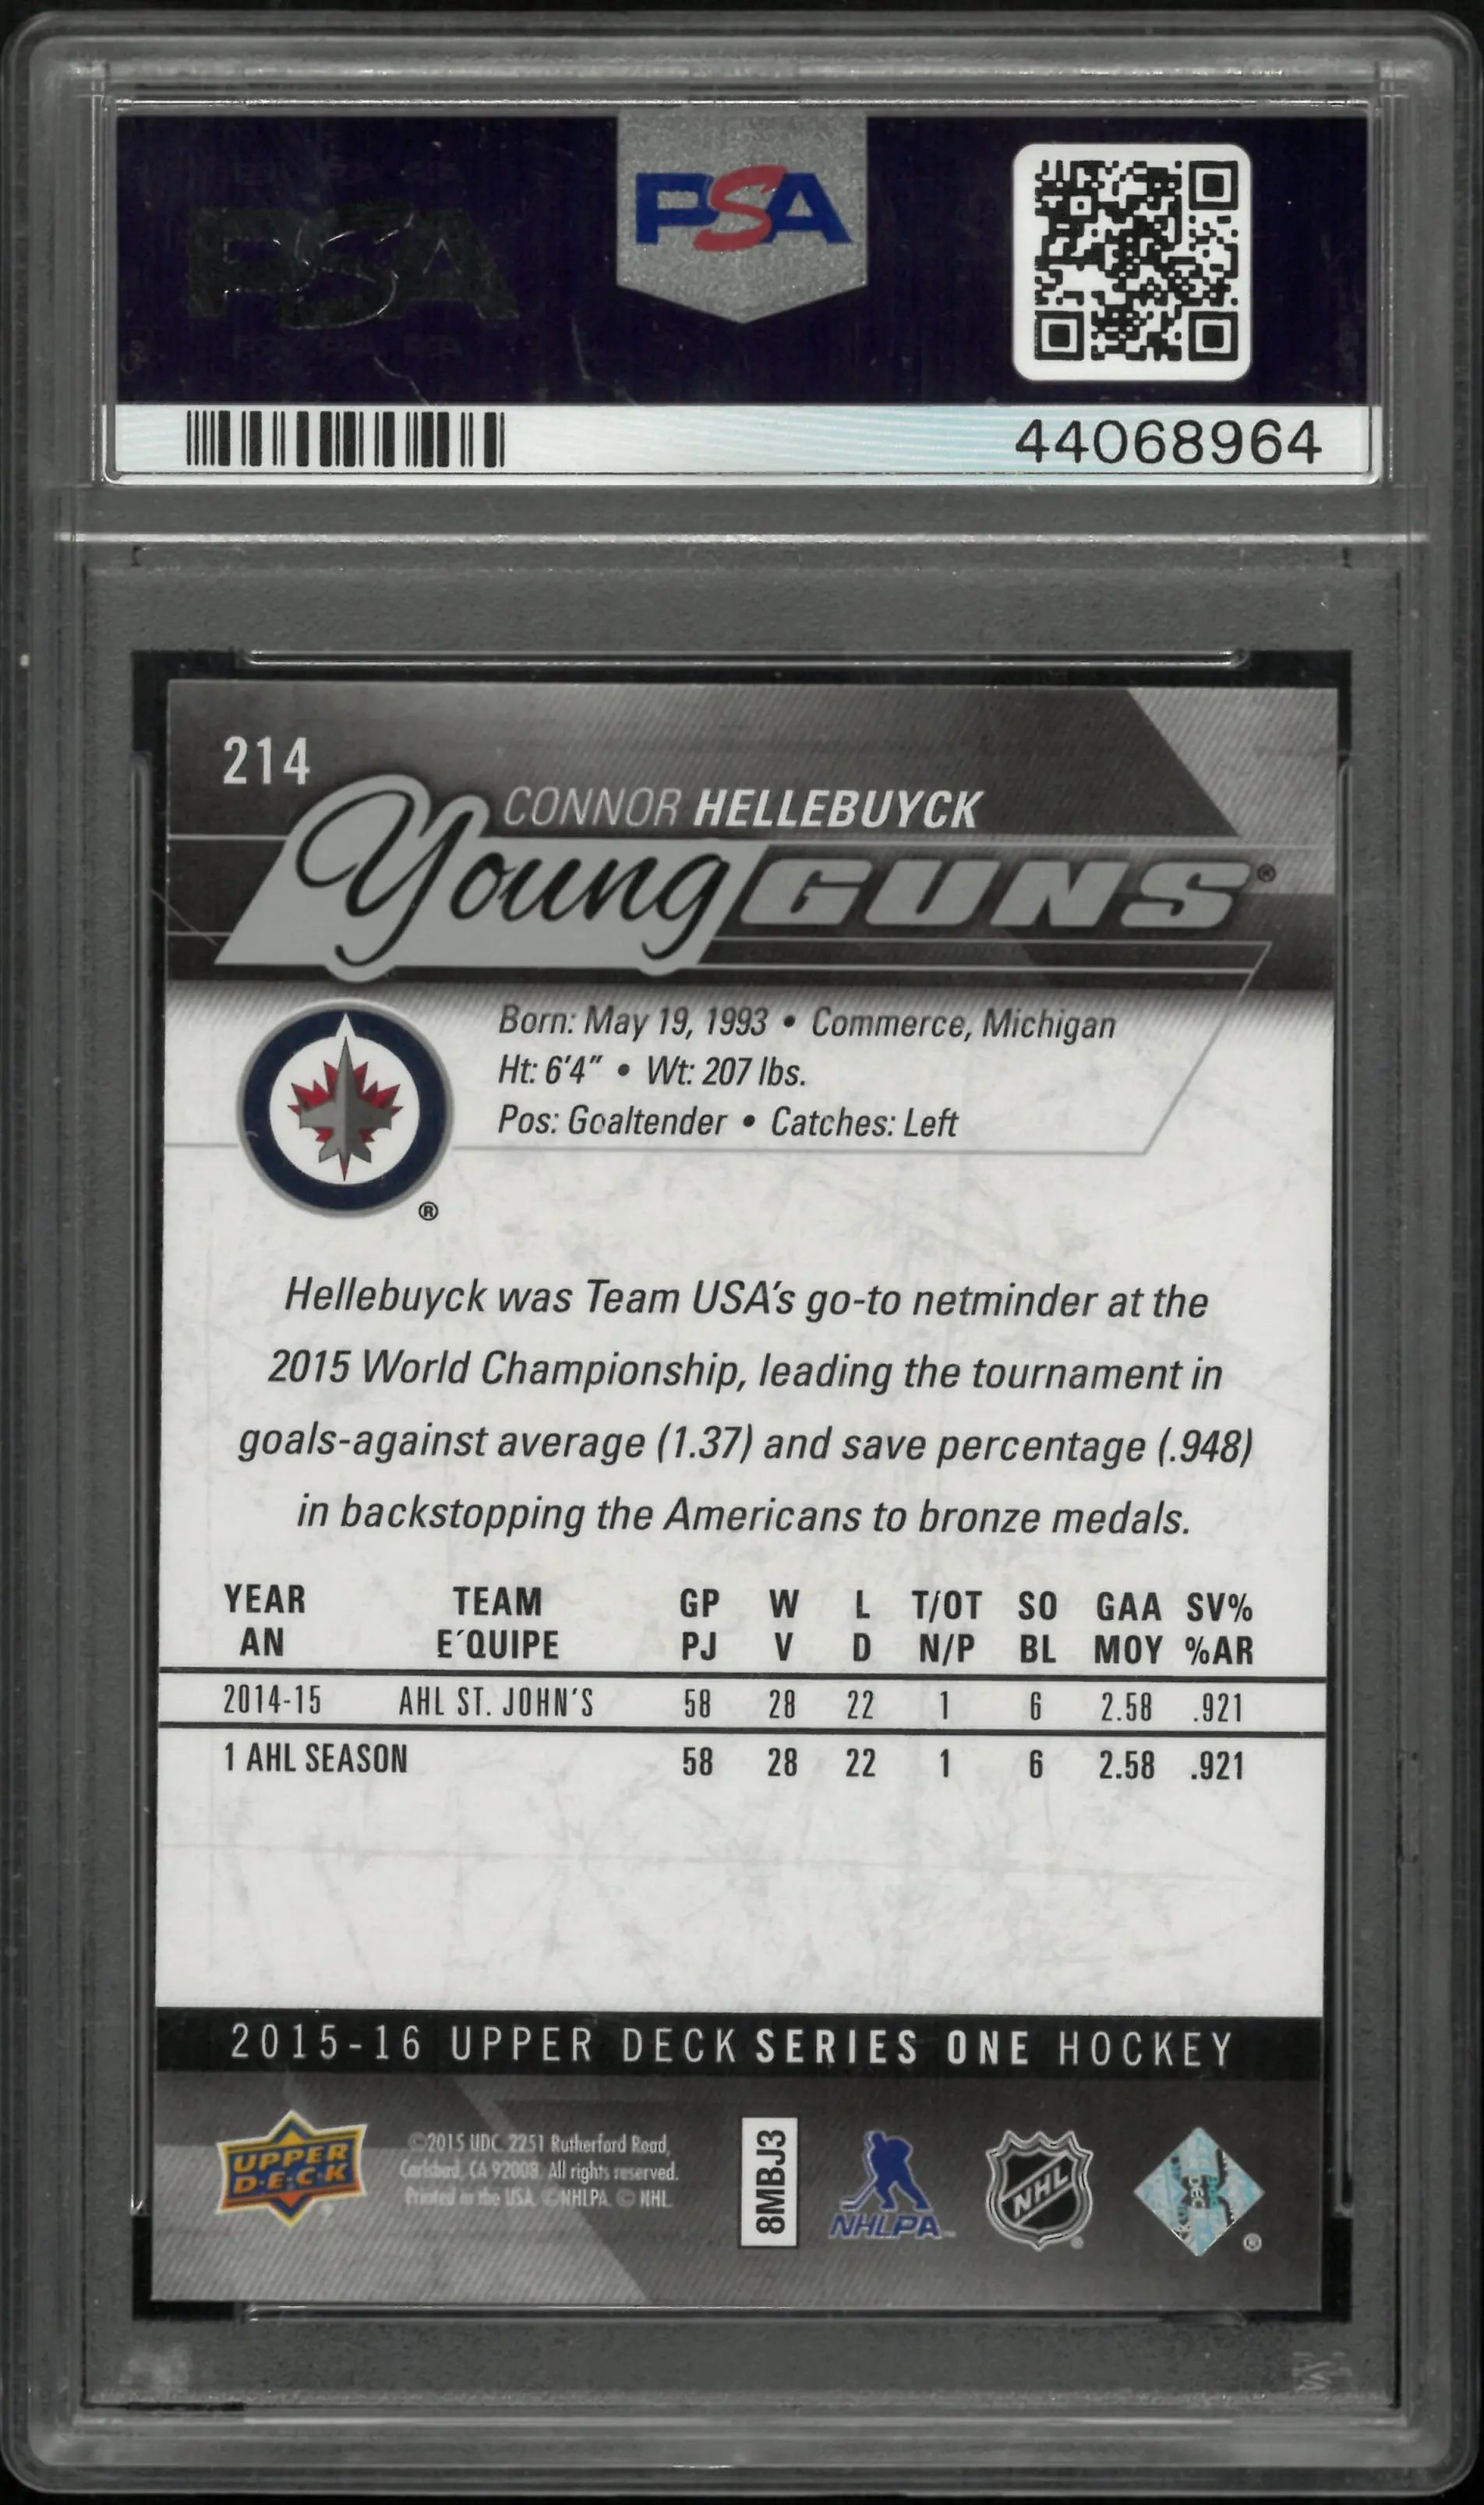 PSA
PSA
44068964
214
CONNOR HELLEBUYCK
Young GUNS®
Born: May 19, 1993 • Commerce, Michigan
Ht: 6'4" • Wt: 207 lbs.
Pos: Goaltender • Catches: Left
®
Hellebuyck was Team USA's go-to netminder at the
2015 World Championship, leading the tournament in
goals-against average (1.37) and save percentage (.948)
in backstopping the Americans to bronze medals.
YEAR TEAM GP W L T/OT SO GAA SV%
AN E´QUIPE PJ V D N/P BL MOY %AR
2014-15 AHL ST. JOHN'S 58 28 22 1 6 2.58 .921
1 AHL SEASON 58 28 22 1 6 2.58 .921
2015-16 UPPER DECK SERIES ONE HOCKEY
UPPER
D·E·C·K
©2015 UDC 2251 Rutherford Road,
Carlsbad, CA 92008. All rights reserved.
Printed in the USA. ©NHLPA. © NHL
8MBJ3
NHLPA
NHL
®